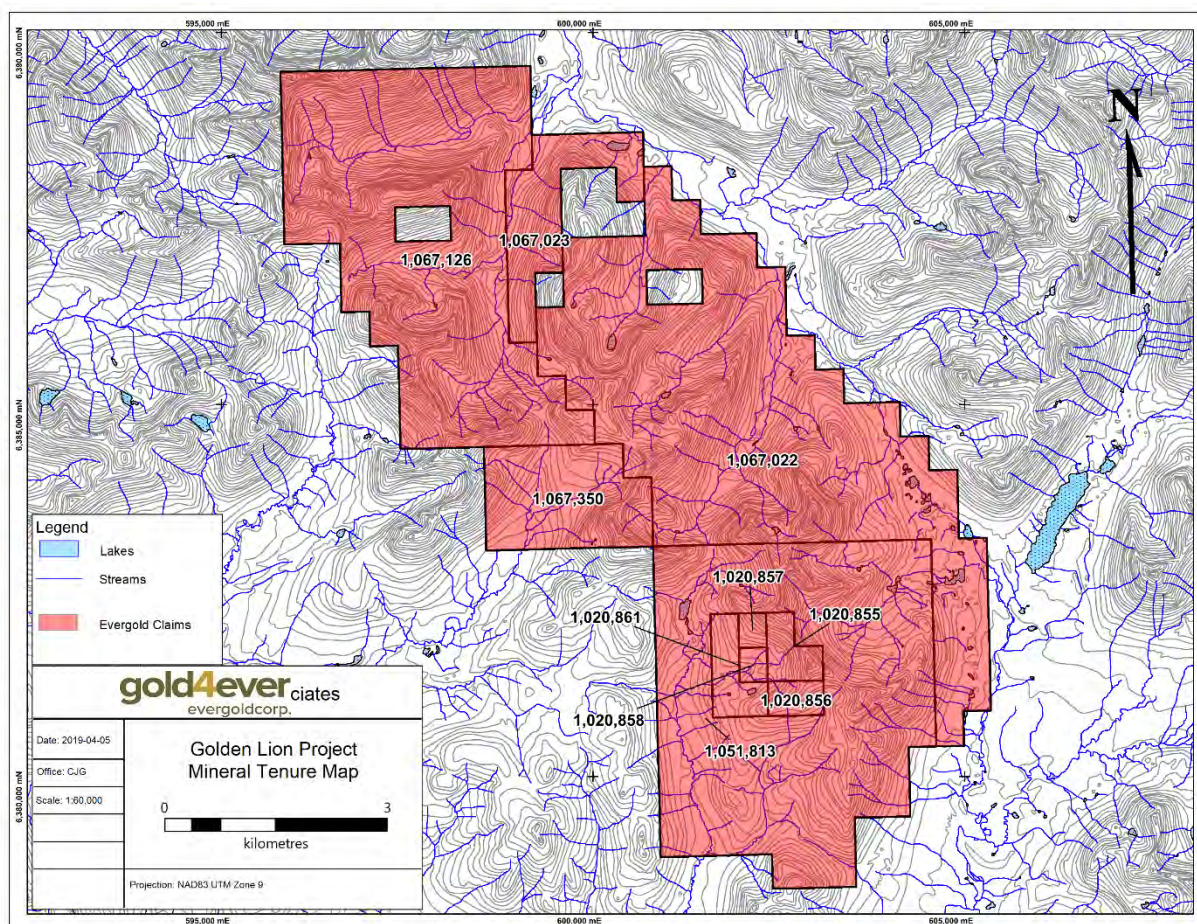 595,000 mE 600,000 mE 605,000 mE
6,380,000 mN
N
1,067,023
1,067,126
6,385,000 mN
1,067,022
1,067,350
Legend
Lakes
Streams
Evergold Claims
1,020,857
1,020,861
1,020,855
1,020,858
1,020,856
1,051,813
gold4ever ciates
evergoldcorp.
Date: 2019-04-05
Office: CJG
Scale: 1:60,000
Golden Lion Project
Mineral Tenure Map
0 3
kilometres
Projection: NAD83 UTM Zone 9
6,380,000 mN
595,000 mE 600,000 mE 605,000 mE